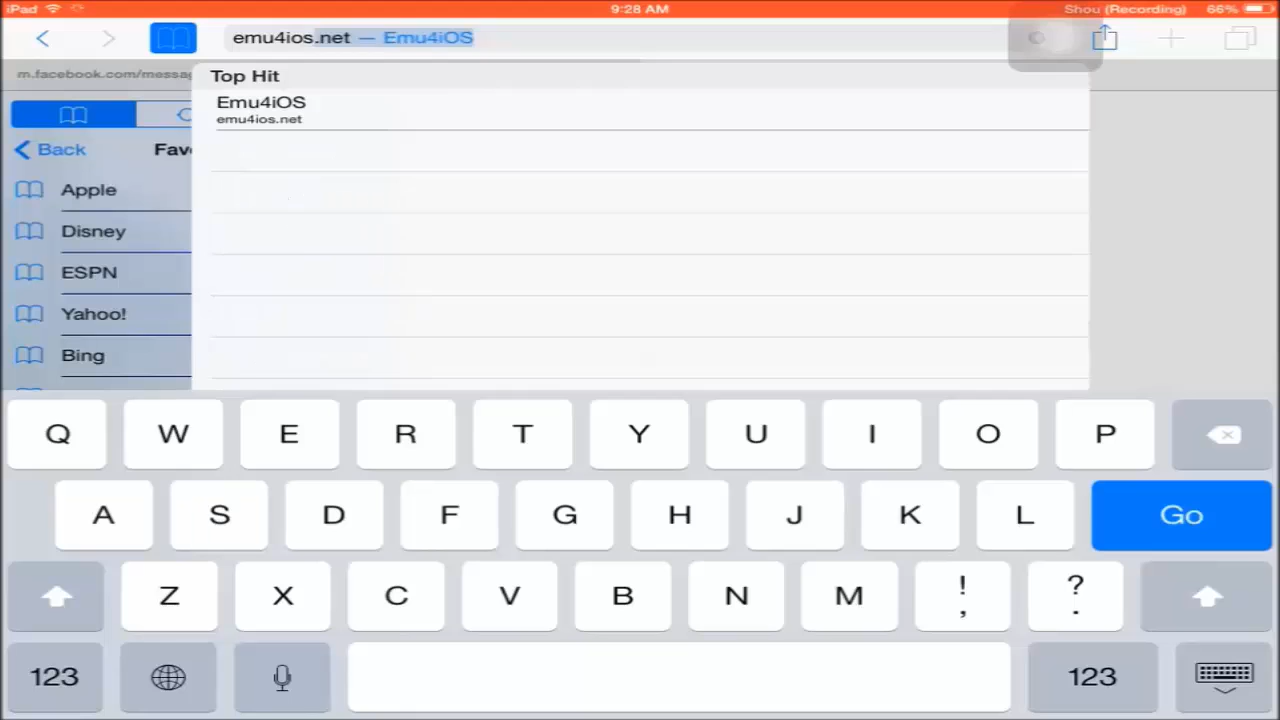 iPad 9:28 AM Shou (Recording) 66%
emu4ios.net — Emu4iOS
m.facebook.com/messa
Top Hit
Emu4iOS
emu4ios.net
Back Fav
Apple
Disney
ESPN
Yahoo!
Bing
Q W E R T Y U I O P
A S D F G H J K L Go
Z X C V B N M ! , ? .
123 123